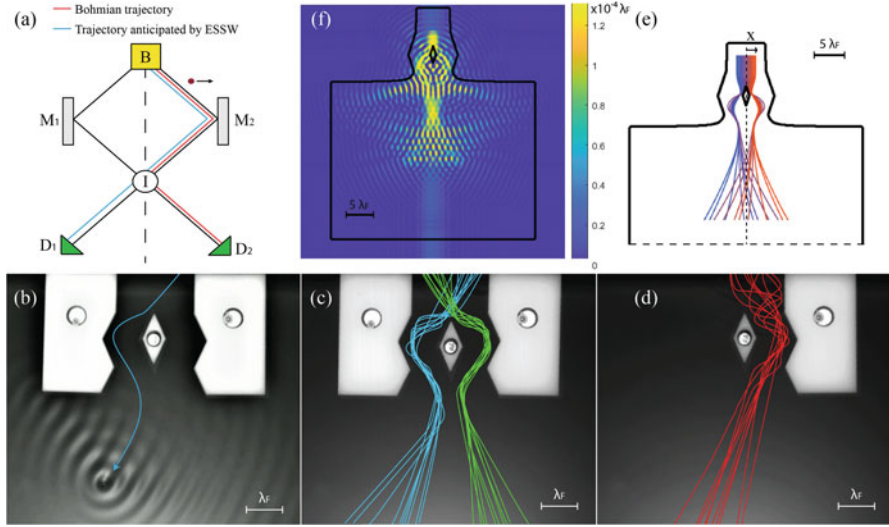 (a)
Bohmian trajectory
Trajectory anticipated by ESSW
B
M1
M2
I
D1
D2
(f)
5 λF
x10-4 λF
1.2
1
0.8
0.6
0.4
0.2
0
(e)
X
5 λF
(b)
λF
(c)
λF
(d)
λF